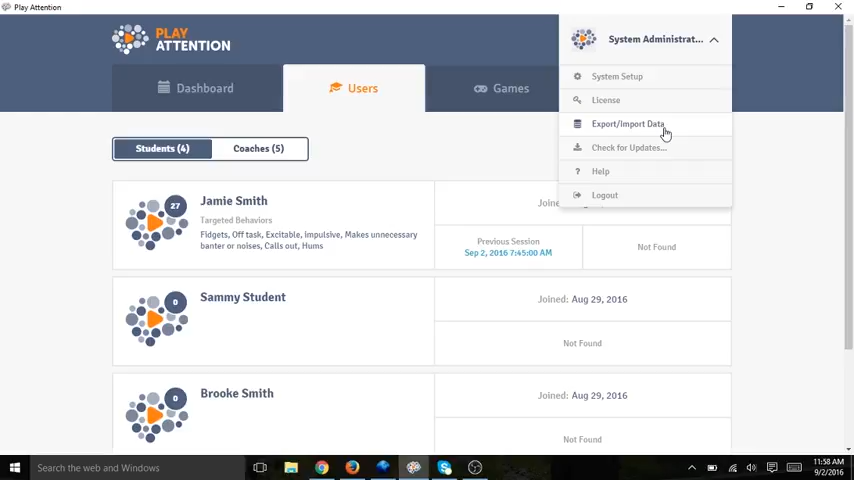 Play Attention
PLAY
ATTENTION
System Administrat...
Dashboard
Users
Games
System Setup
License
Export/Import Data
Check for Updates...
? Help
Logout
Students (4)
Coaches (5)
27
Jamie Smith
Targeted Behaviors
Fidgets, Off task, Excitable, impulsive, Makes unnecessary
banter or noises, Calls out, Hums
Previous Session
Sep 2, 2016 7:45:00 AM
Not Found
0
Sammy Student
Joined: Aug 29, 2016
Not Found
0
Brooke Smith
Joined: Aug 29, 2016
Not Found
Search the web and Windows
11:58 AM
9/2/2016